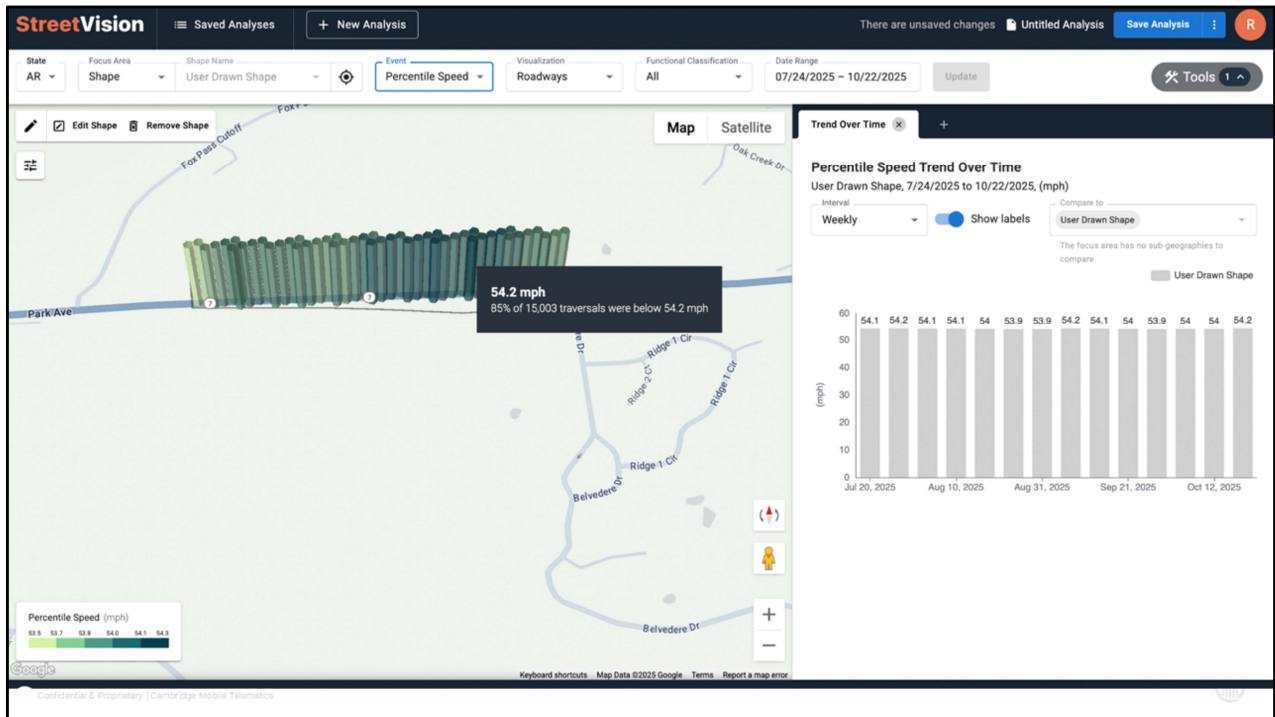 StreetVision
Saved Analyses
+ New Analysis
There are unsaved changes
Untitled Analysis
Save Analysis
R
State
AR
Focus Area
Shape
Shape Name
User Drawn Shape
Event
Percentile Speed
Visualization
Roadways
Functional Classification
All
Date Range
07/24/2025 – 10/22/2025
Update
Tools 1
Edit Shape
Remove Shape
Map
Satellite
Fox Pass Cutoff
Oak Creek Dr
Park Ave
7
7
54.2 mph
85% of 15,003 traversals were below 54.2 mph
Ridge 1 Cir
Ridge 2 Ct
Ridge 1 Cir
Ridge 1 Cir
Belvedere Dr
Belvedere Dr
Percentile Speed (mph)
53.5 53.7 53.8 54.0 54.1 54.3
Google
Keyboard shortcuts
Map Data ©2025 Google
Terms
Report a map error
Trend Over Time
+
Percentile Speed Trend Over Time
User Drawn Shape, 7/24/2025 to 10/22/2025, (mph)
Interval
Weekly
Show labels
Compare to
User Drawn Shape
The focus area has no sub-geographies to
compare
User Drawn Shape
54.1 54.2 54.1 54.1 54 53.9 53.9 54.2 54.1 54 53.9 54 54 54.2
60
50
40
30
20
10
0
(mph)
Jul 20, 2025 Aug 10, 2025 Aug 31, 2025 Sep 21, 2025 Oct 12, 2025
Confidential & Proprietary | Cambridge Mobile Telematics